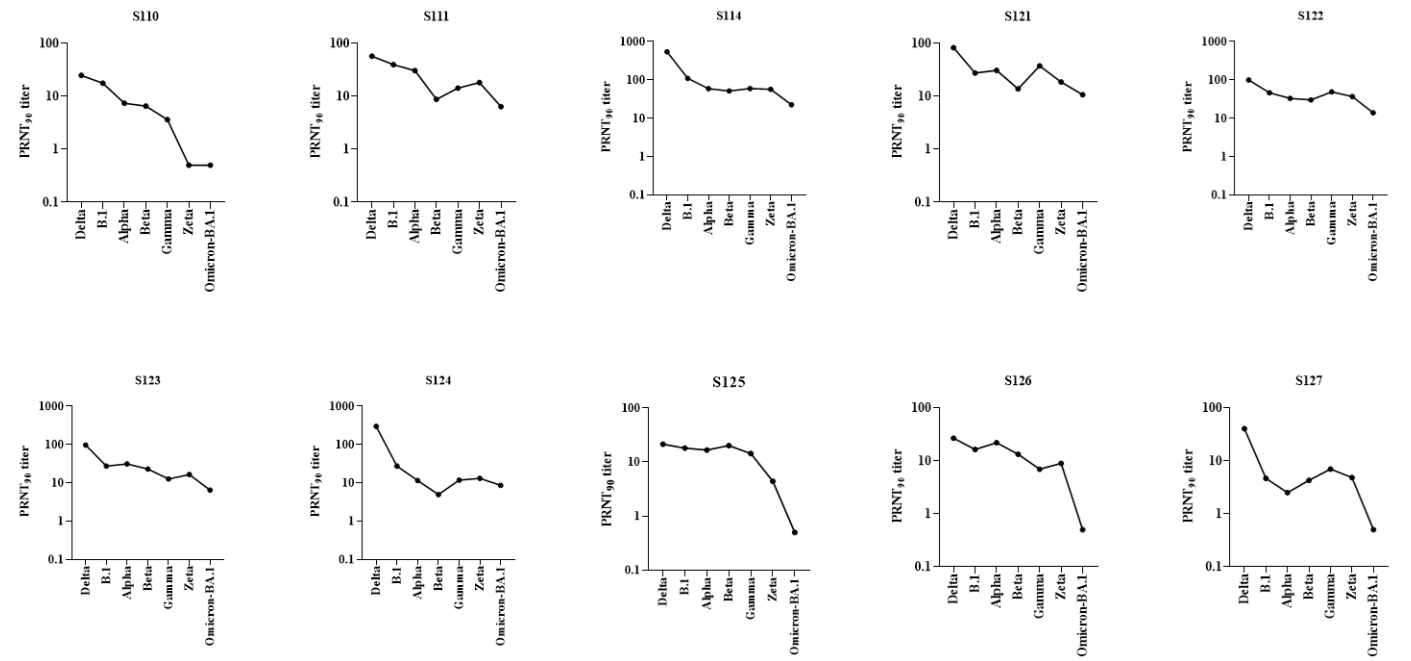 S110
S111
S114
S121
S122
PRNT90 titer
100
10
1
0.1
Delta
B.1
Alpha
Beta
Gamma
Zeta
Omicron-BA.1
PRNT90 titer
100
10
1
0.1
Delta
B.1
Alpha
Beta
Gamma
Zeta
Omicron-BA.1
PRNT90 titer
1000
100
10
1
0.1
Delta
B.1
Alpha
Beta
Gamma
Zeta
Omicron-BA.1
PRNT90 titer
100
10
1
0.1
Delta
B.1
Alpha
Beta
Gamma
Zeta
Omicron-BA.1
PRNT90 titer
1000
100
10
1
0.1
Delta
B.1
Alpha
Beta
Gamma
Zeta
Omicron-BA.1
S123
S124
S125
S126
S127
PRNT90 titer
1000
100
10
1
0.1
Delta
B.1
Alpha
Beta
Gamma
Zeta
Omicron-BA.1
PRNT90 titer
1000
100
10
1
0.1
Delta
B.1
Alpha
Beta
Gamma
Zeta
Omicron-BA.1
PRNT90 titer
100
10
1
0.1
Delta
B.1
Alpha
Beta
Gamma
Zeta
Omicron-BA.1
PRNT90 titer
100
10
1
0.1
Delta
B.1
Alpha
Beta
Gamma
Zeta
Omicron-BA.1
PRNT90 titer
100
10
1
0.1
Delta
B.1
Alpha
Beta
Gamma
Zeta
Omicron-BA.1